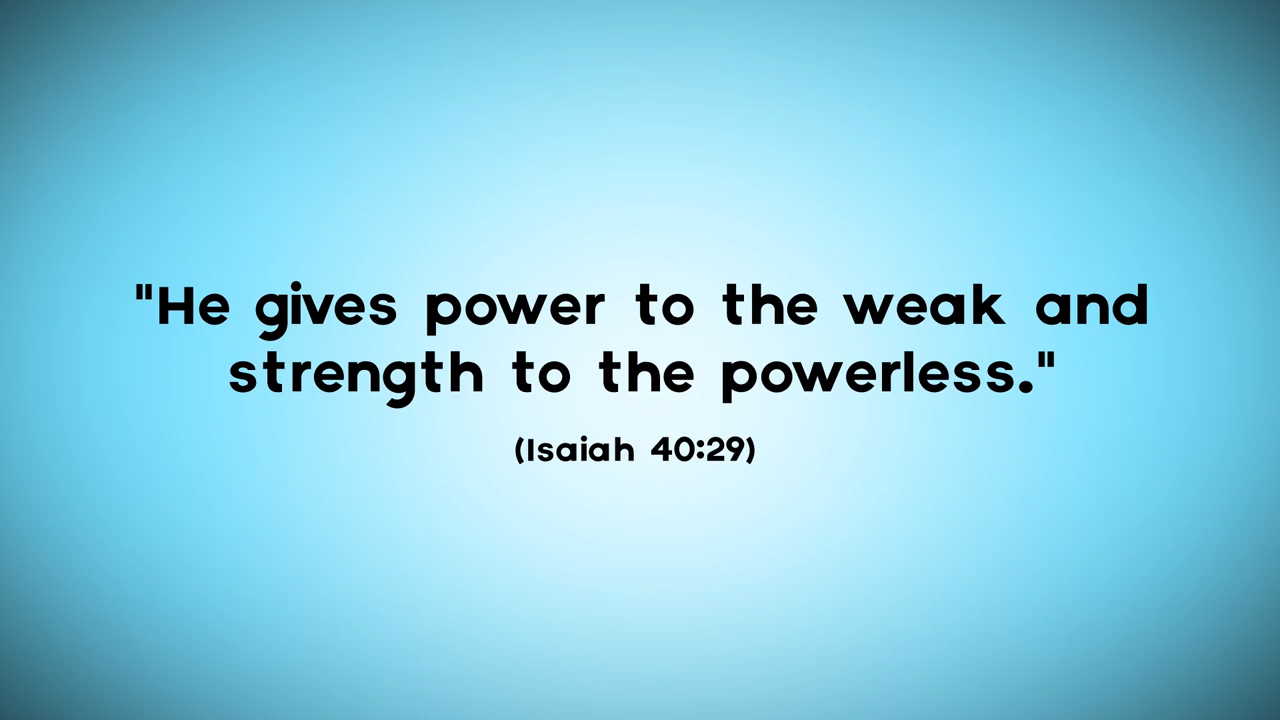 "He gives power to the weak and
strength to the powerless."
(Isaiah 40:29)